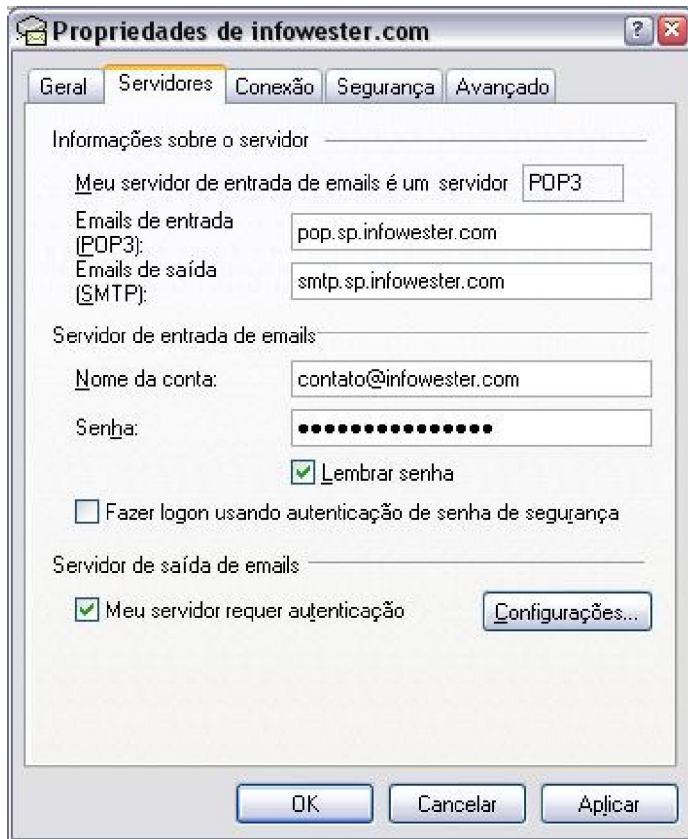 Propriedades de infowester.com
Geral Servidores Conexão Segurança Avançado
Informações sobre o servidor
Meu servidor de entrada de emails é um servidor POP3
Emails de entrada
(POP3): pop.sp.infowester.com
Emails de saída
(SMTP): smtp.sp.infowester.com
Servidor de entrada de emails
Nome da conta: contato@infowester.com
Senha: •••••••••••••••
Lembrar senha
Fazer logon usando autenticação de senha de segurança
Servidor de saída de emails
Meu servidor requer autenticação Configurações...
OK Cancelar Aplicar